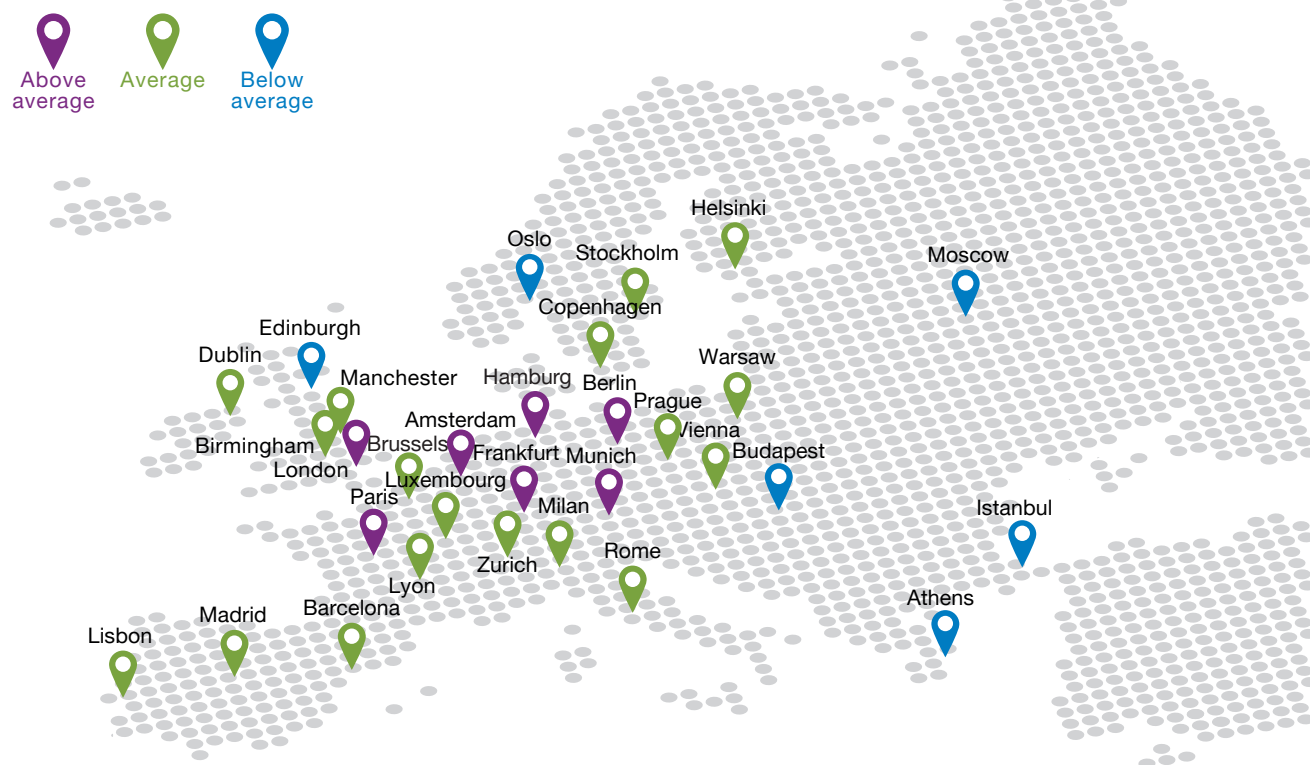 Above
average
Average
Below
average
Helsinki
Oslo
Stockholm
Moscow
Copenhagen
Edinburgh
Dublin
Manchester
Hamburg
Berlin
Warsaw
Prague
Amsterdam
Vienna
Birmingham
Brussels
Frankfurt
Munich
Budapest
London
Luxembourg
Paris
Milan
Istanbul
Zurich
Rome
Lyon
Athens
Barcelona
Madrid
Lisbon